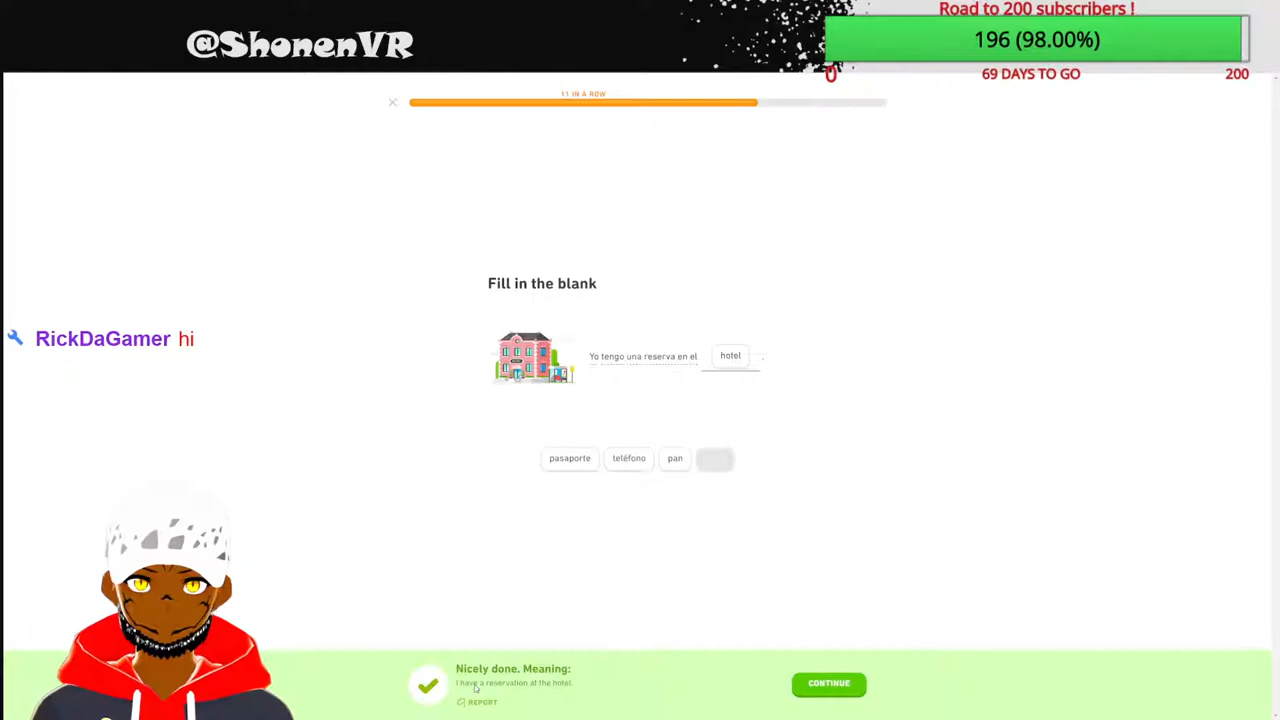 Road to 200 subscribers !
@ShonenVR
196 (98.00%)
0
69 DAYS TO GO
200
11 IN A ROW
Fill in the blank
Yo tengo una reserva en el hotel .
pasaporte teléfono pan
RickDaGamer hi
Nicely done. Meaning:
I have a reservation at the hotel.
REPORT
CONTINUE